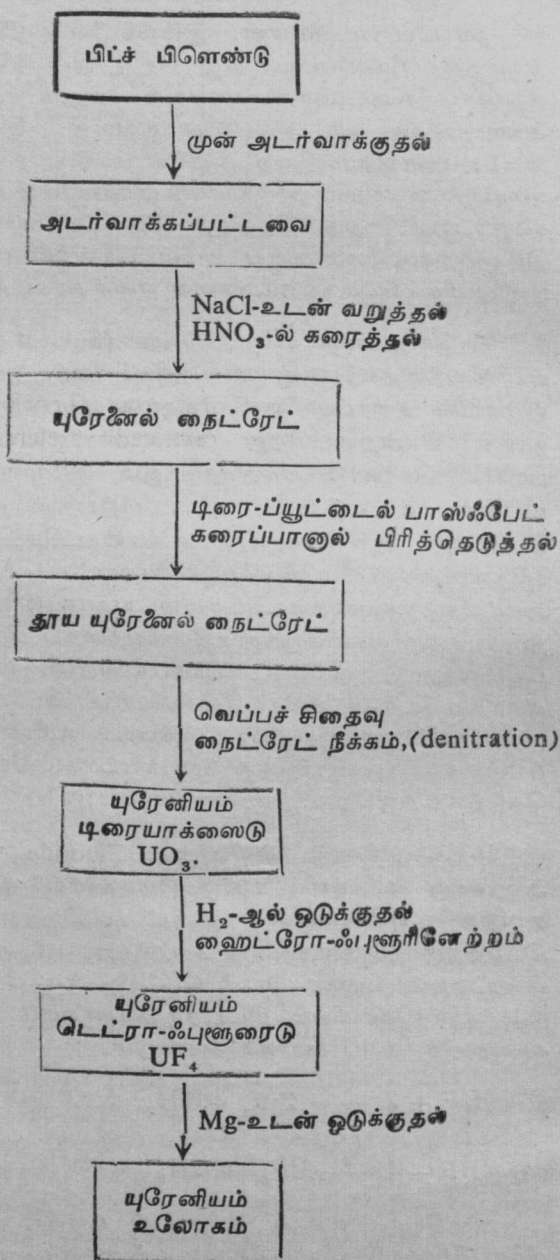 பிட்ச் பிளெண்டு
முன் அடர்வாக்குதல்
அடர்வாக்கப்பட்டவை
NaCl-உடன் வறுத்தல்
HNO₃-ல் கரைத்தல்
யுரேனைல் நைட்ரேட்
டிரை-ப்யூட்டைல் பாஸ்ஃபேட்
கரைப்பானால் பிரித்தெடுத்தல்
தூய யுரேனைல் நைட்ரேட்
வெப்பச் சிதைவு
நைட்ரேட் நீக்கம்,(denitration)
யுரேனியம்
டிரையாக்ஸைடு
UO₃.
H₂-ஆல் ஒடுக்குதல்
ஹைட்ரோ-ஃபுளூரினேற்றம்
யுரேனியம்
டெட்ரா-ஃபுளூரைடு
UF₄
Mg-உடன் ஒடுக்குதல்
யுரேனியம்
உலோகம்